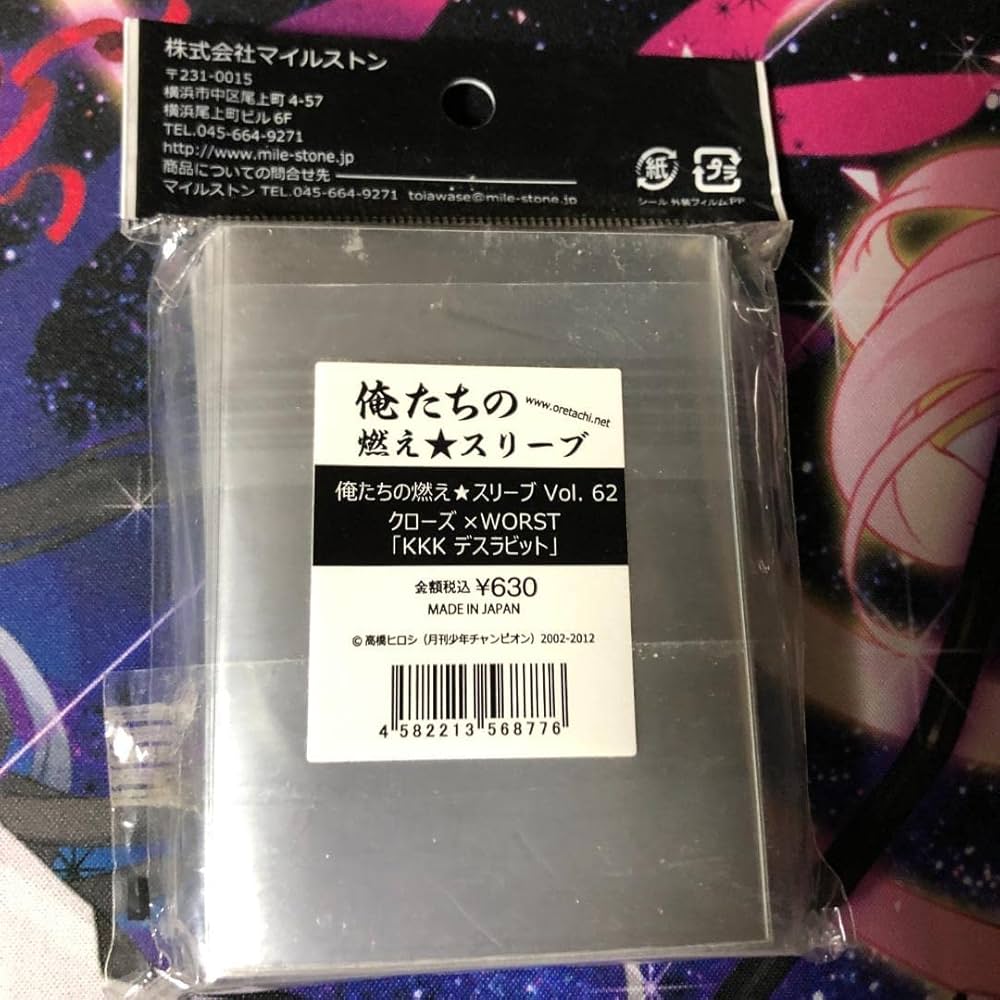 株式会社マイルストン
〒231-0015
横浜市中区尾上町 4-57
横浜尾上町ビル 6F
TEL.045-664-9271
http://www.mile-stone.jp
商品についての問合せ先
マイルストン TEL.045-664-9271 toiawase@mile-stone.jp
紙 プラ
シール 外装フィルム PP
俺たちの
www.oretachi.net
燃え★スリーブ
俺たちの燃え★スリーブ Vol. 62
クローズ ×WORST
「KKK デスラビット」
金額税込 ¥630
MADE IN JAPAN
© 高橋ヒロシ（月刊少年チャンピオン）2002-2012
4 582213 568776